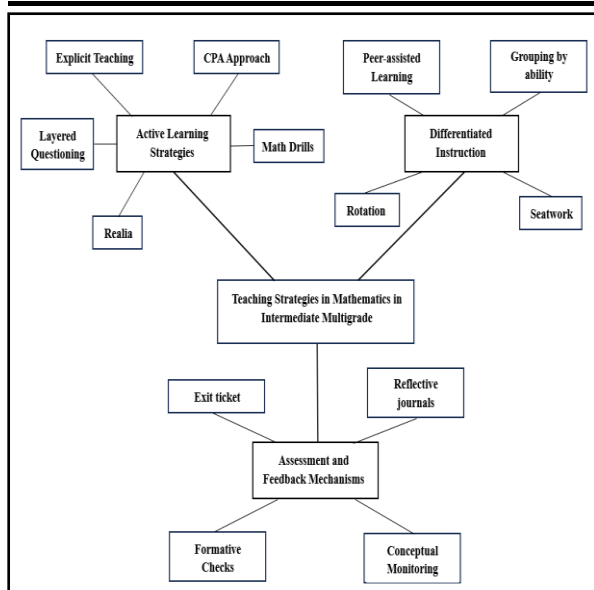 Explicit Teaching
CPA Approach
Layered
Questioning
Active Learning
Strategies
Math Drills
Realia
Peer-assisted
Learning
Grouping by
ability
Differentiated
Instruction
Rotation
Seatwork
Teaching Strategies in Mathematics in
Intermediate Multigrade
Exit ticket
Reflective
journals
Assessment and
Feedback Mechanisms
Formative
Checks
Conceptual
Monitoring